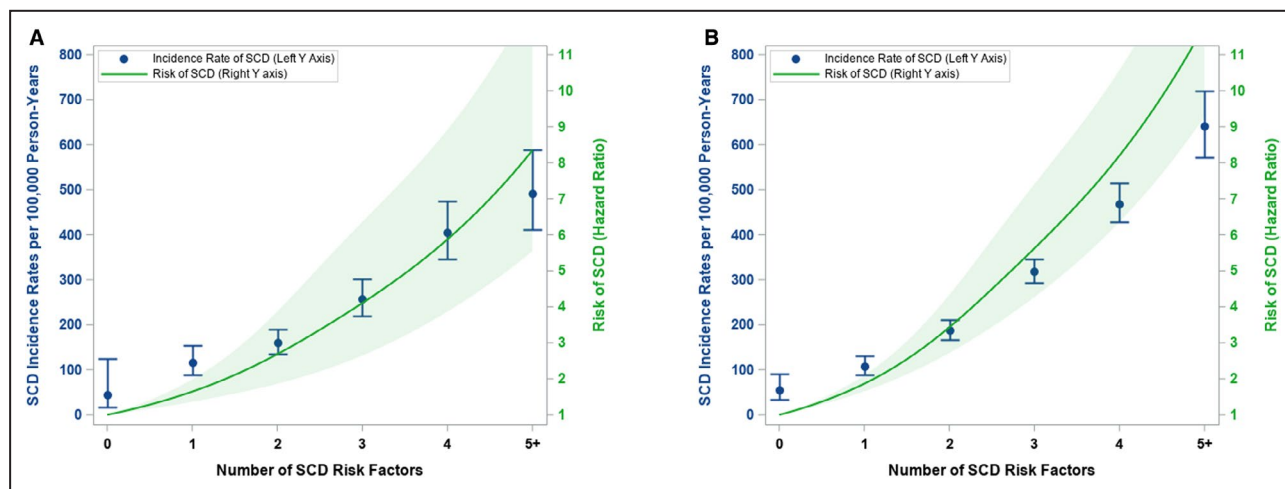 A
SCD Incidence Rates per 100,000 Person-Years
800
700
600
500
400
300
200
100
0
Incidence Rate of SCD (Left Y Axis)
Risk of SCD (Right Y axis)
11
10
9
8
7
6
5
4
3
2
1
Risk of SCD (Hazard Ratio)
0 1 2 3 4 5+
Number of SCD Risk Factors
B
SCD Incidence Rates per 100,000 Person-Years
800
700
600
500
400
300
200
100
0
Incidence Rate of SCD (Left Y Axis)
Risk of SCD (Right Y axis)
11
10
9
8
7
6
5
4
3
2
1
Risk of SCD (Hazard Ratio)
0 1 2 3 4 5+
Number of SCD Risk Factors